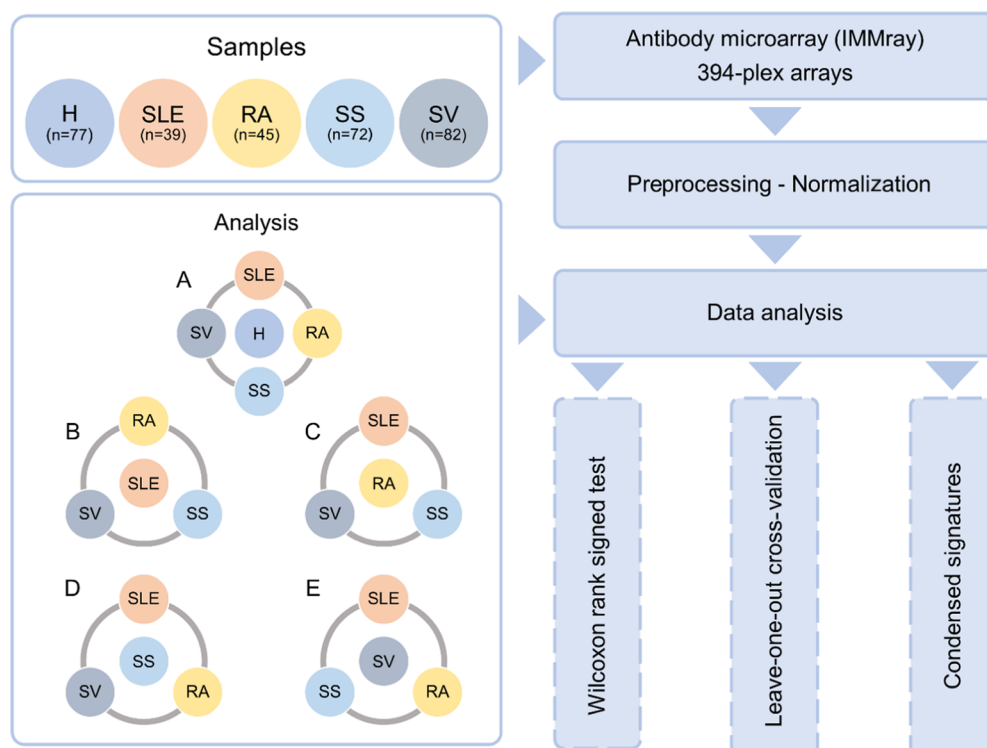 Samples
H
(n=77)
SLE
(n=39)
RA
(n=45)
SS
(n=72)
SV
(n=82)
Analysis
A
SLE
SV
H
RA
SS
B
RA
SLE
SV
SS
C
SLE
RA
SV
SS
D
SLE
SS
SV
RA
E
SLE
SV
SS
RA
Antibody microarray (IMMray)
394-plex arrays
Preprocessing - Normalization
Data analysis
Wilcoxon rank signed test
Leave-one-out cross-validation
Condensed signatures